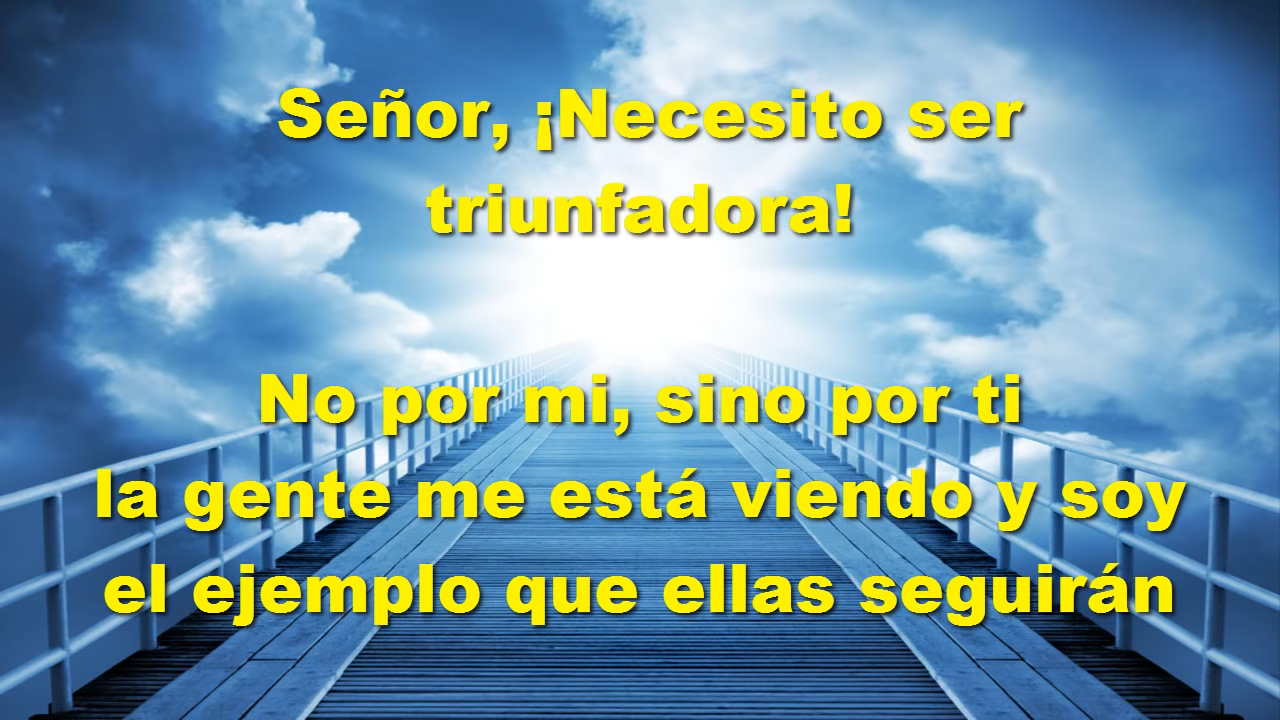 Señor, ¡Necesito ser
triunfadora!
No por mi, sino por ti
la gente me está viendo y soy
el ejemplo que ellas seguirán